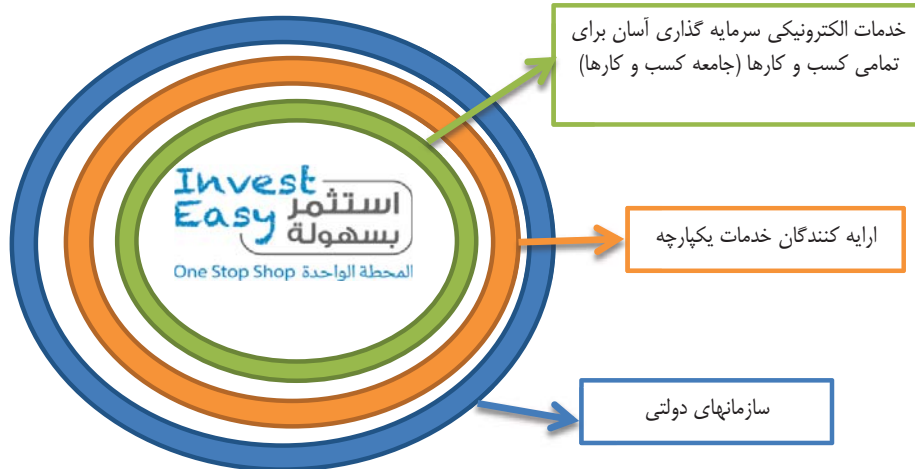 خدمات الکترونیکی سرمایه گذاری آسان برای
تمامی کسب و کارها (جامعه کسب و کارها)
Invest
Easy
استثمر
بسهولة
One Stop Shop المحطة الواحدة
ارایه کنندگان خدمات یکپارچه
سازمانهای دولتی